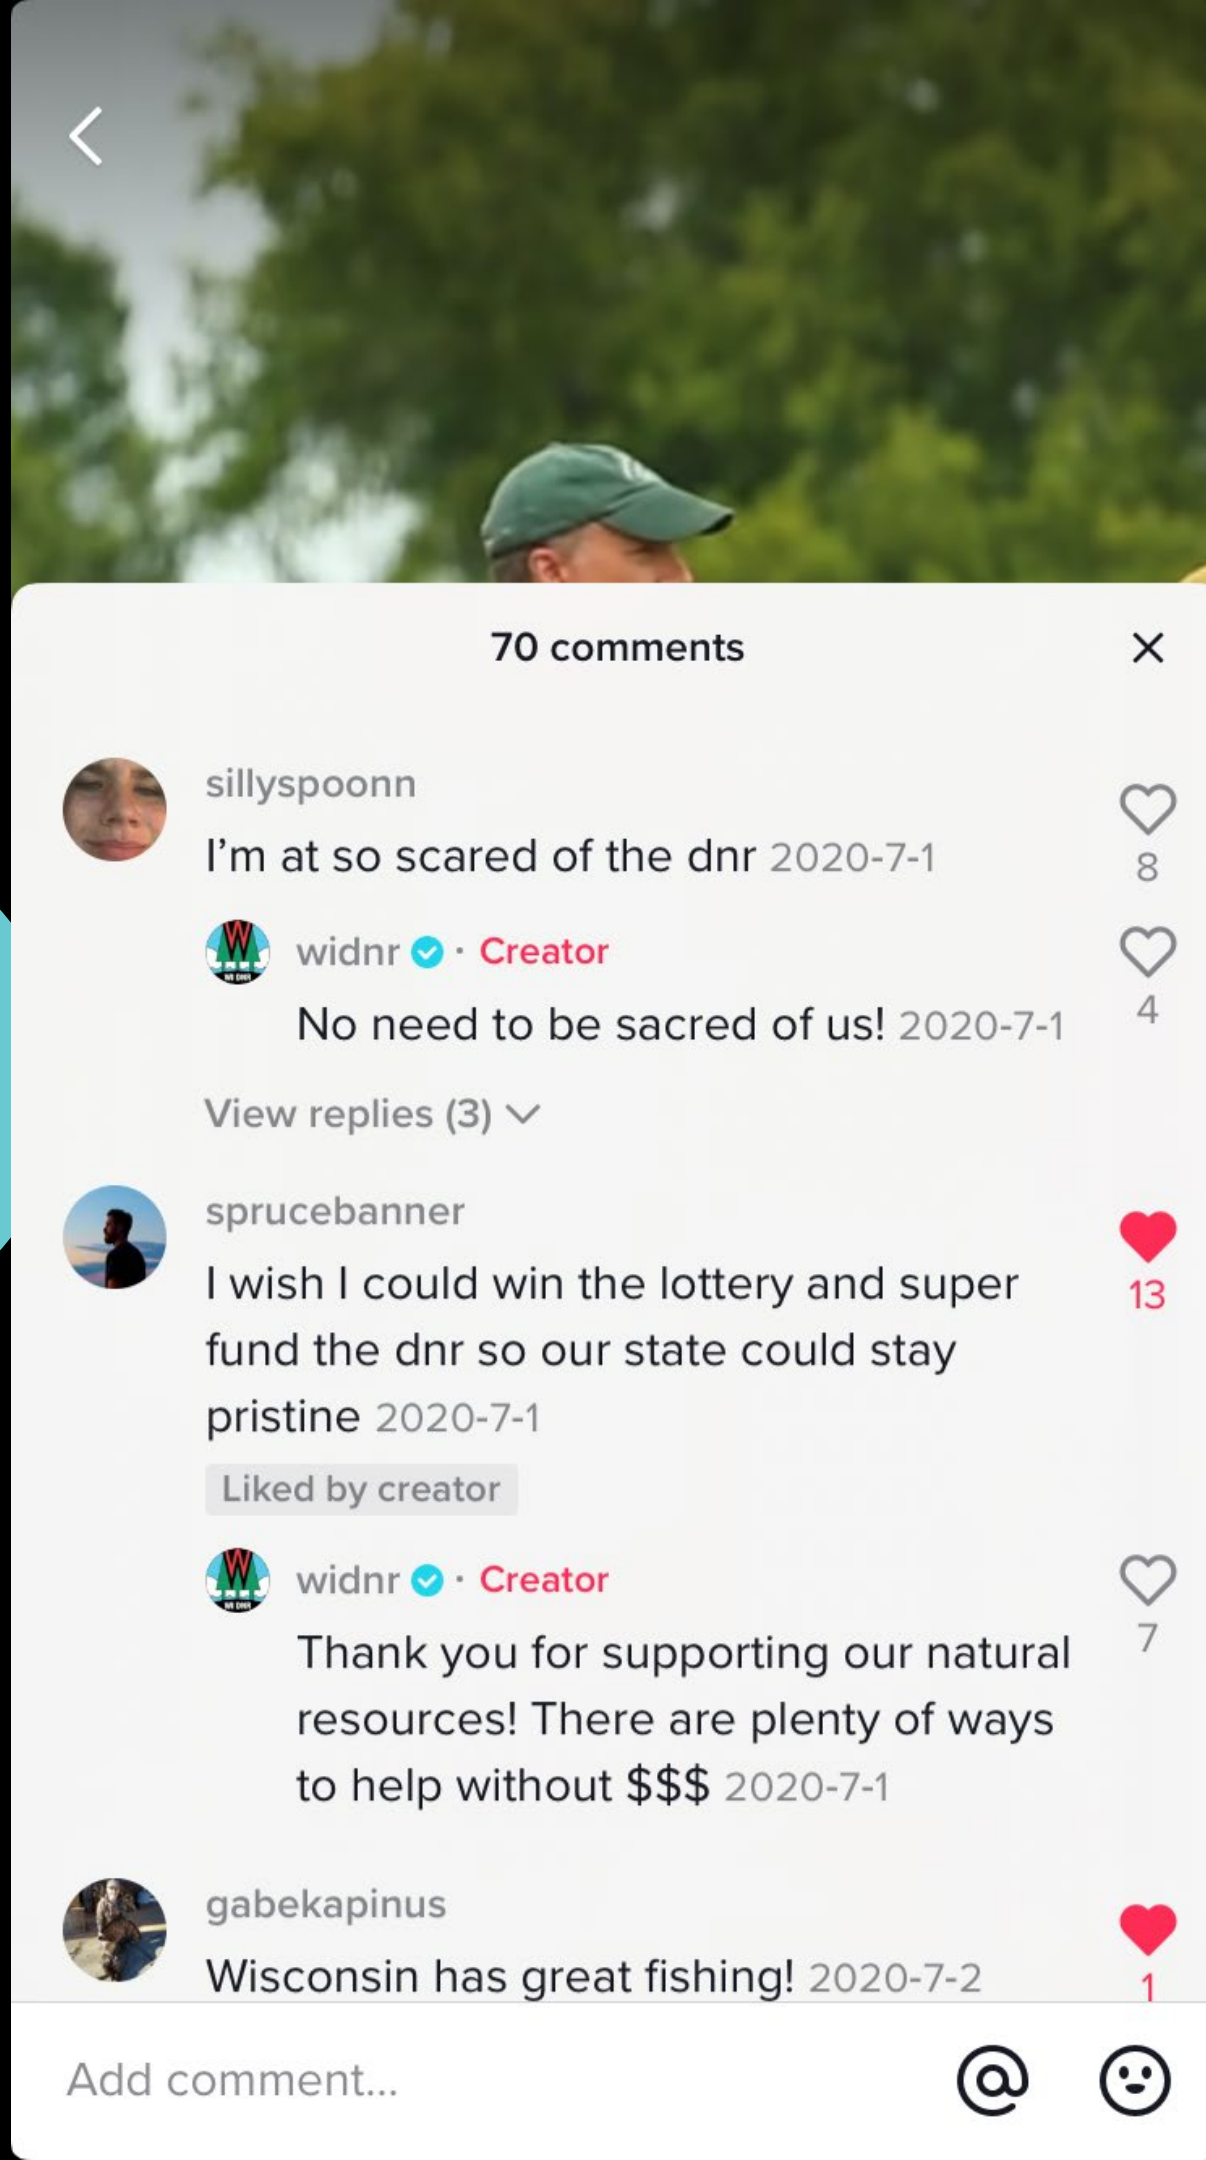 70 comments
sillyspoonn
I'm at so scared of the dnr 2020-7-1
8
widnr · Creator
No need to be sacred of us! 2020-7-1
4
View replies (3)
sprucebanner
I wish I could win the lottery and super
fund the dnr so our state could stay
pristine 2020-7-1
13
Liked by creator
widnr · Creator
Thank you for supporting our natural
resources! There are plenty of ways
to help without $$$ 2020-7-1
7
gabekapinus
Wisconsin has great fishing! 2020-7-2
1
Add comment...